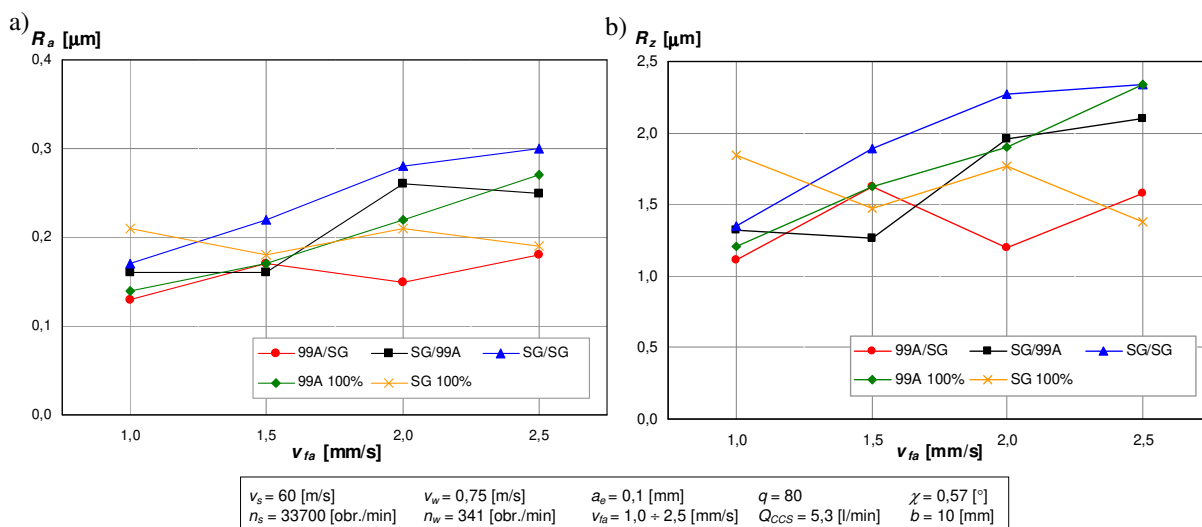 a)
R a [μm]
0,4
0,3
0,2
0,1
0,0
1,0 1,5 2,0 2,5
v fa [mm/s]
99A/SG SG/99A SG/SG
99A 100% SG 100%
b)
R z [μm]
2,5
2,0
1,5
1,0
0,5
0,0
1,0 1,5 2,0 2,5
v fa [mm/s]
99A/SG SG/99A SG/SG
99A 100% SG 100%
v s = 60 [m/s] v w = 0,75 [m/s] a e = 0,1 [mm] q = 80 χ = 0,57 [°]
n s = 33700 [obr./min] n w = 341 [obr./min] v fa = 1,0 ÷ 2,5 [mm/s] Q CCS = 5,3 [l/min] b = 10 [mm]